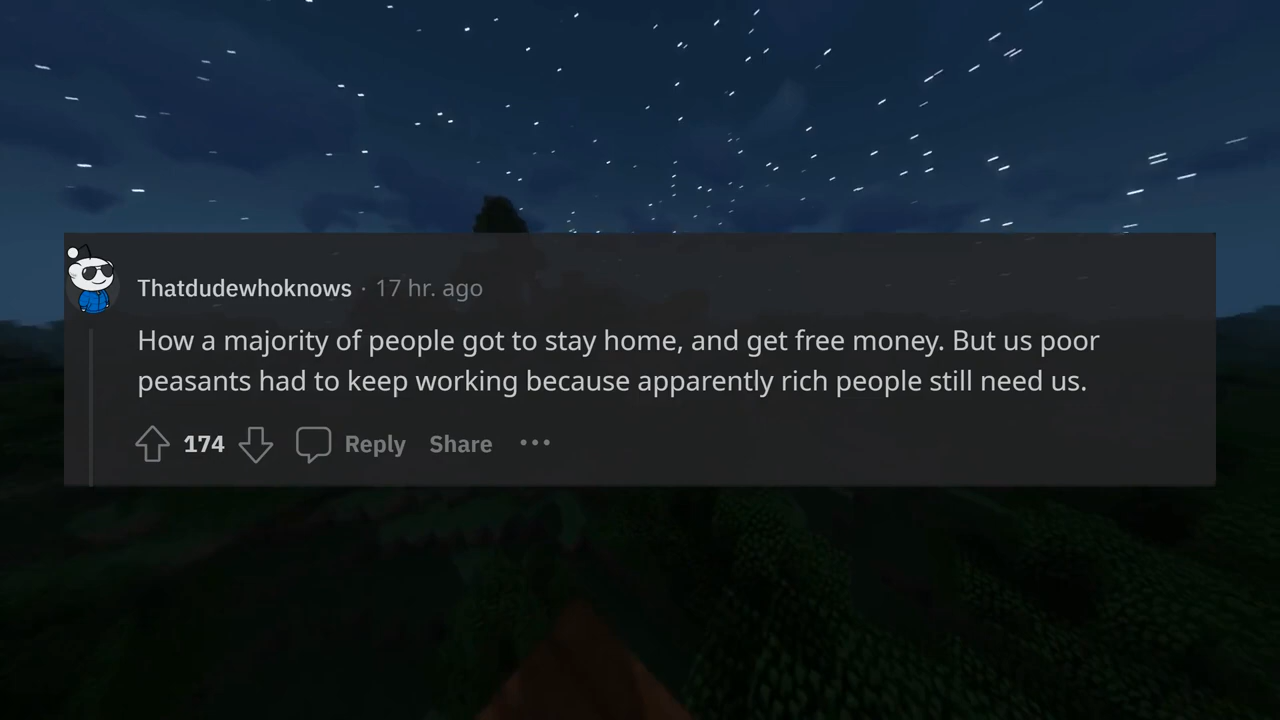 Thatdudewhoknows · 17 hr. ago
How a majority of people got to stay home, and get free money. But us poor
peasants had to keep working because apparently rich people still need us.
174 Reply Share ···